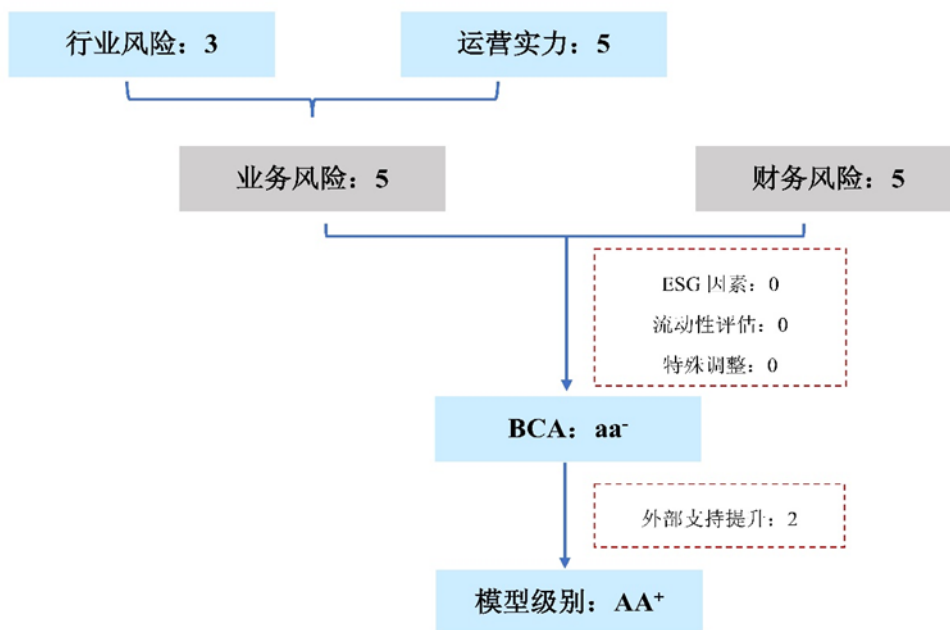 行业风险：3
运营实力：5
业务风险：5
财务风险：5
ESG 因素：0
流动性评估：0
特殊调整：0
BCA：aa⁻
外部支持提升：2
模型级别：AA⁺